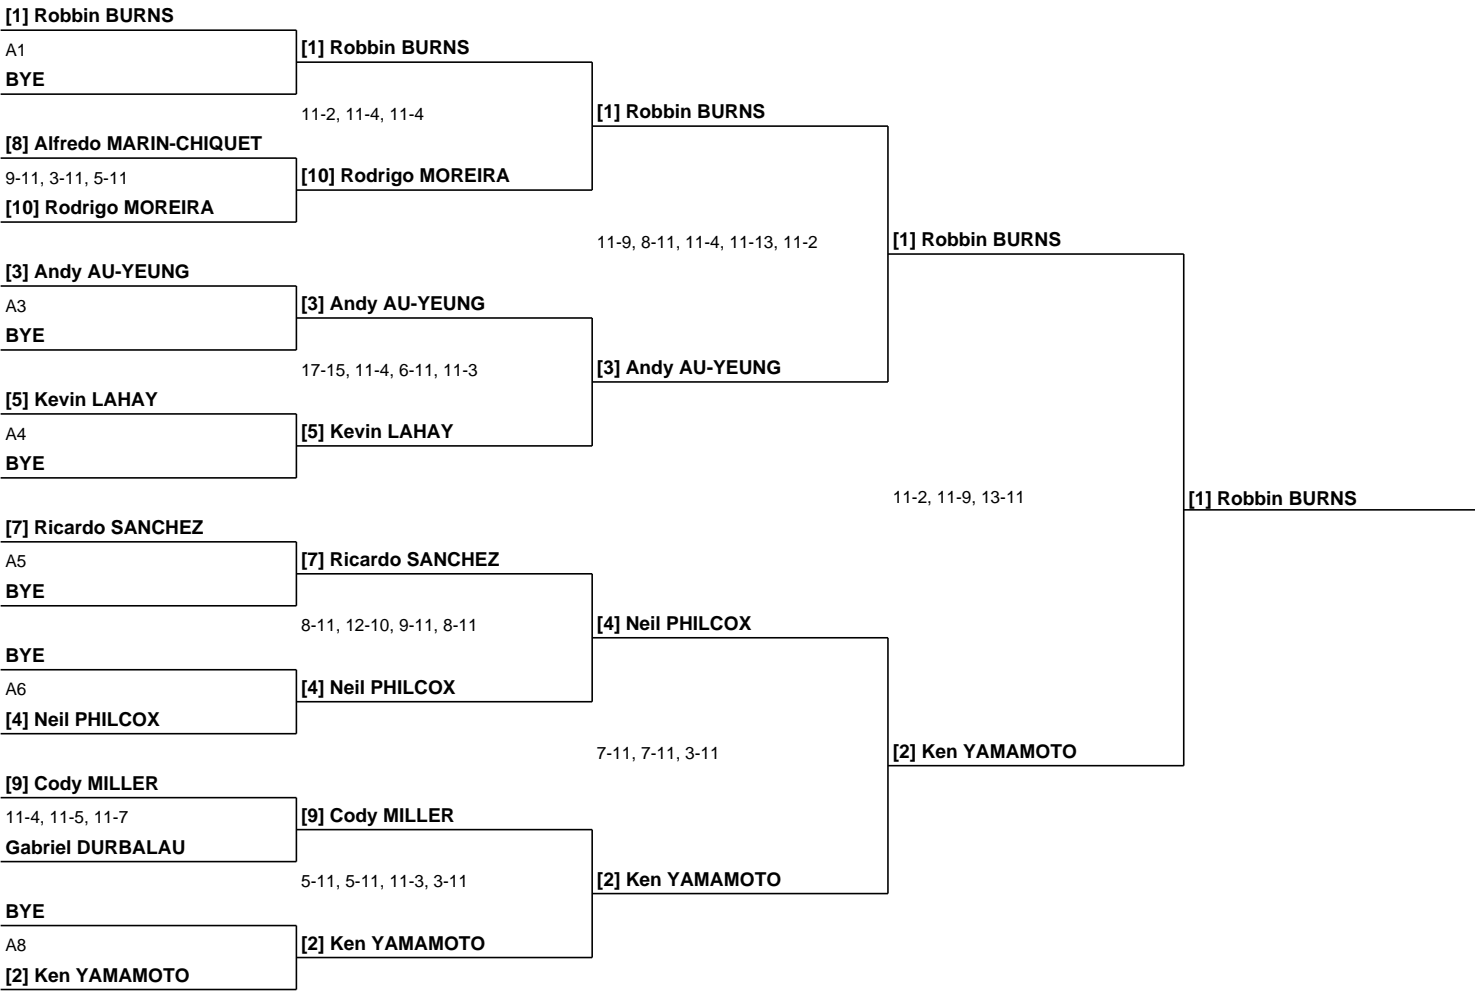 [1] Robbin BURNS
A1
BYE
[1] Robbin BURNS
11-2, 11-4, 11-4
[8] Alfredo MARIN-CHIQUET
9-11, 3-11, 5-11
[10] Rodrigo MOREIRA
[10] Rodrigo MOREIRA
[1] Robbin BURNS
11-9, 8-11, 11-4, 11-13, 11-2
[3] Andy AU-YEUNG
A3
BYE
[3] Andy AU-YEUNG
17-15, 11-4, 6-11, 11-3
[5] Kevin LAHAY
A4
BYE
[5] Kevin LAHAY
[3] Andy AU-YEUNG
[1] Robbin BURNS
11-2, 11-9, 13-11
[1] Robbin BURNS
[7] Ricardo SANCHEZ
A5
BYE
[7] Ricardo SANCHEZ
8-11, 12-10, 9-11, 8-11
BYE
A6
[4] Neil PHILCOX
[4] Neil PHILCOX
[4] Neil PHILCOX
7-11, 7-11, 3-11
[9] Cody MILLER
11-4, 11-5, 11-7
Gabriel DURBALAU
[9] Cody MILLER
5-11, 5-11, 11-3, 3-11
BYE
A8
[2] Ken YAMAMOTO
[2] Ken YAMAMOTO
[2] Ken YAMAMOTO
[2] Ken YAMAMOTO